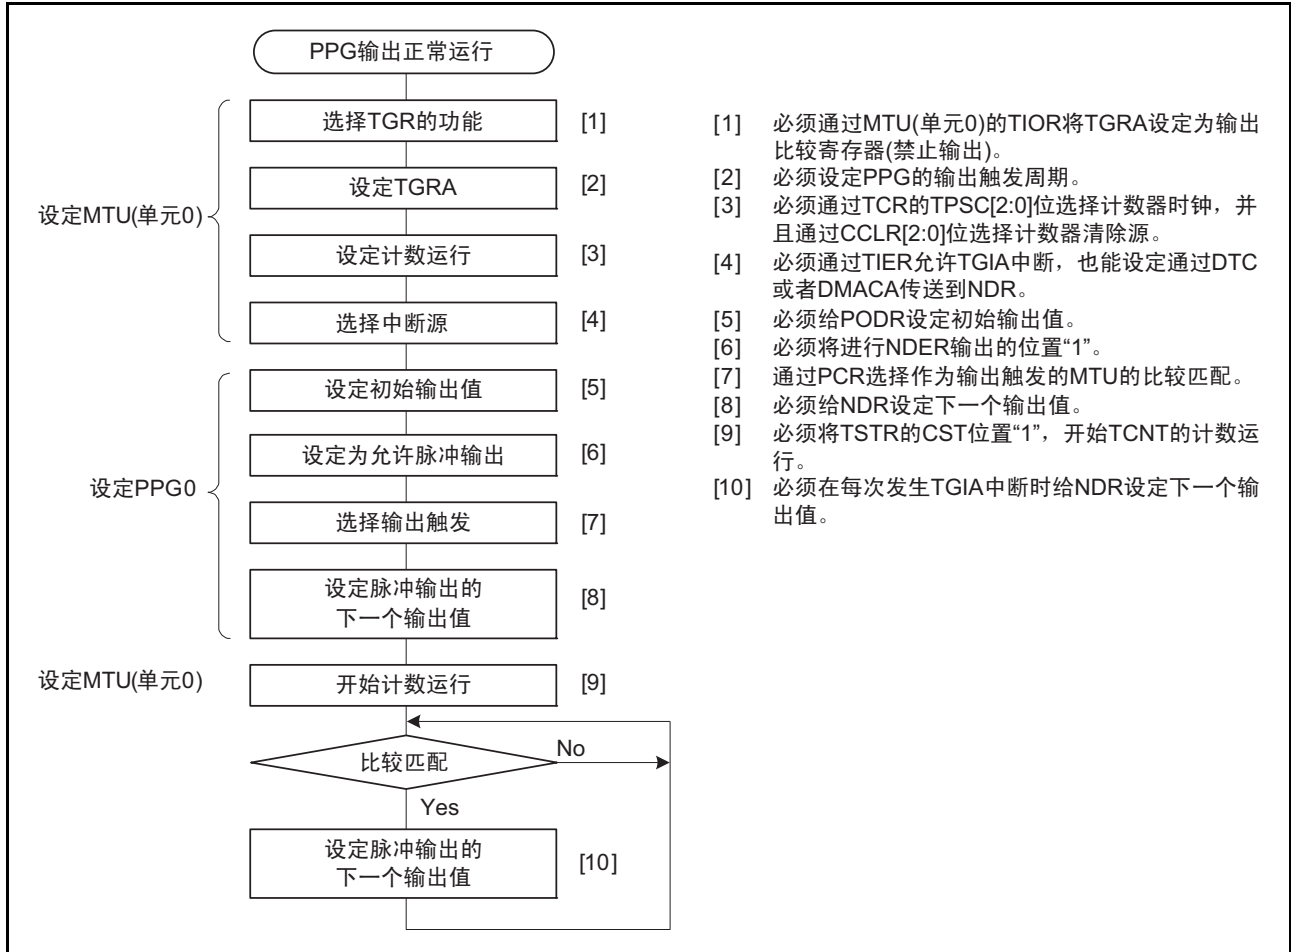 PPG输出正常运行
设定MTU(单元0)
选择TGR的功能 [1]
设定TGRA [2]
设定计数运行 [3]
选择中断源 [4]
设定PPG0
设定初始输出值 [5]
设定为允许脉冲输出 [6]
选择输出触发 [7]
设定脉冲输出的
下一个输出值 [8]
设定MTU(单元0)
开始计数运行 [9]
比较匹配
No
Yes
设定脉冲输出的
下一个输出值 [10]
[1] 必须通过MTU(单元0)的TIOR将TGRA设定为输出
比较寄存器(禁止输出)。
[2] 必须设定PPG的输出触发周期。
[3] 必须通过TCR的TPSC[2:0]位选择计数器时钟，并
且通过CCLR[2:0]位选择计数器清除源。
[4] 必须通过TIER允许TGIA中断，也能设定通过DTC
或者DMACA传送到NDR。
[5] 必须给PODR设定初始输出值。
[6] 必须将进行NDER输出的位置“1”。
[7] 通过PCR选择作为输出触发的MTU的比较匹配。
[8] 必须给NDR设定下一个输出值。
[9] 必须将TSTR的CST位置“1”，开始TCNT的计数运
行。
[10] 必须在每次发生TGIA中断时给NDR设定下一个输
出值。